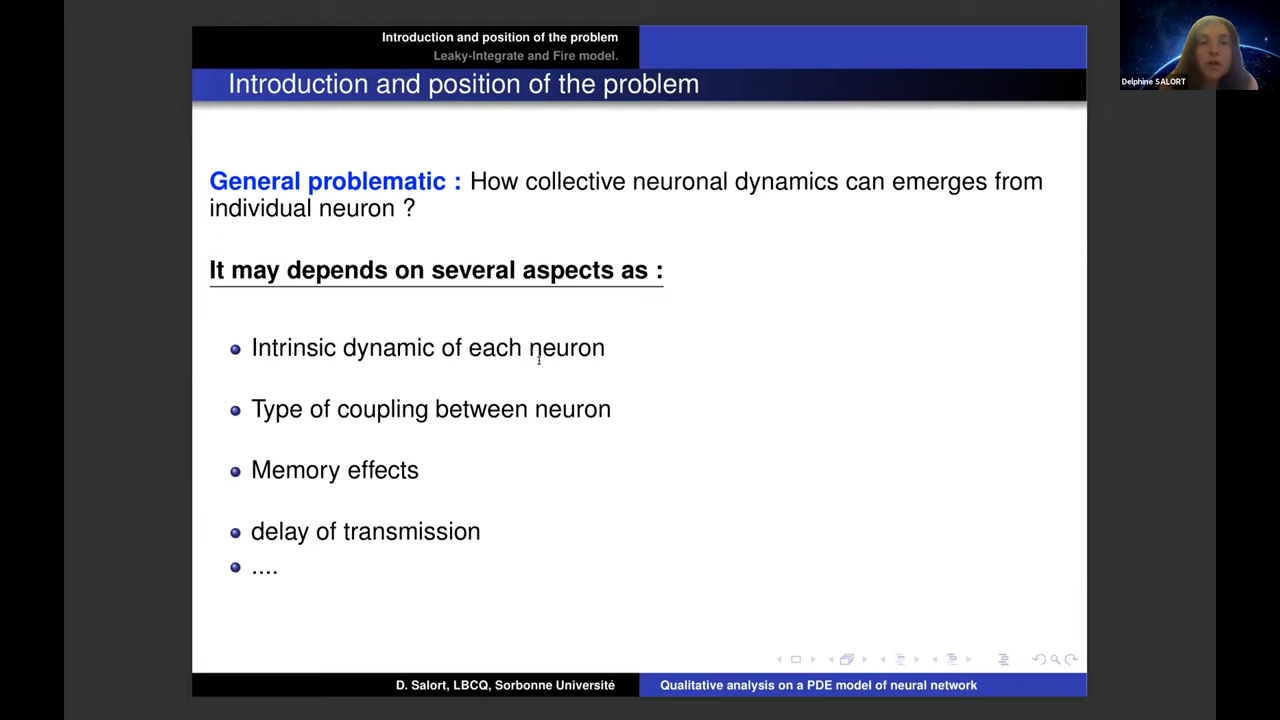 Introduction and position of the problem
Leaky-Integrate and Fire model.
Introduction and position of the problem
Delphine SALORT
General problematic : How collective neuronal dynamics can emerges from
individual neuron ?
It may depends on several aspects as :
Intrinsic dynamic of each neuron
Type of coupling between neuron
Memory effects
delay of transmission
....
D. Salort, LBCQ, Sorbonne Université
Qualitative analysis on a PDE model of neural network